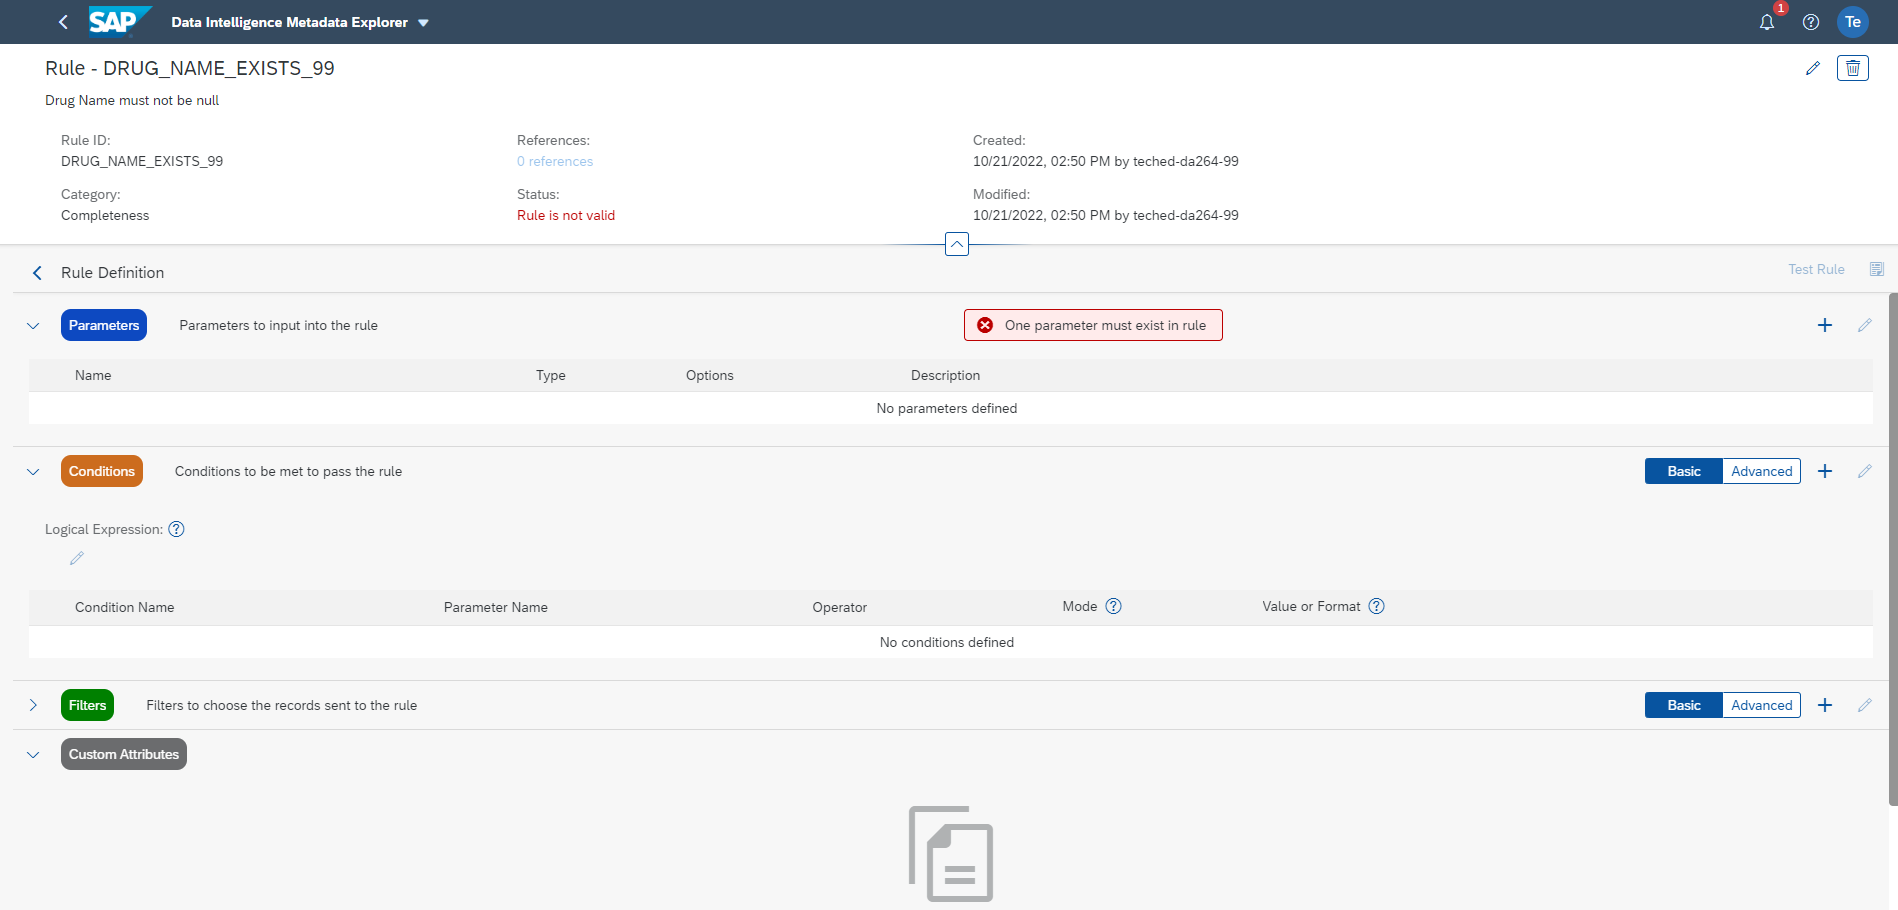 SAP Data Intelligence Metadata Explorer 1 Te
Rule - DRUG_NAME_EXISTS_99
Drug Name must not be null
Rule ID: References: Created:
DRUG_NAME_EXISTS_99 0 references 10/21/2022, 02:50 PM by teched-da264-99
Category: Status: Modified:
Completeness Rule is not valid 10/21/2022, 02:50 PM by teched-da264-99
Rule Definition Test Rule
Parameters Parameters to input into the rule One parameter must exist in rule
Name Type Options Description
No parameters defined
Conditions Conditions to be met to pass the rule Basic Advanced
Logical Expression:
Condition Name Parameter Name Operator Mode Value or Format
No conditions defined
Filters Filters to choose the records sent to the rule Basic Advanced
Custom Attributes